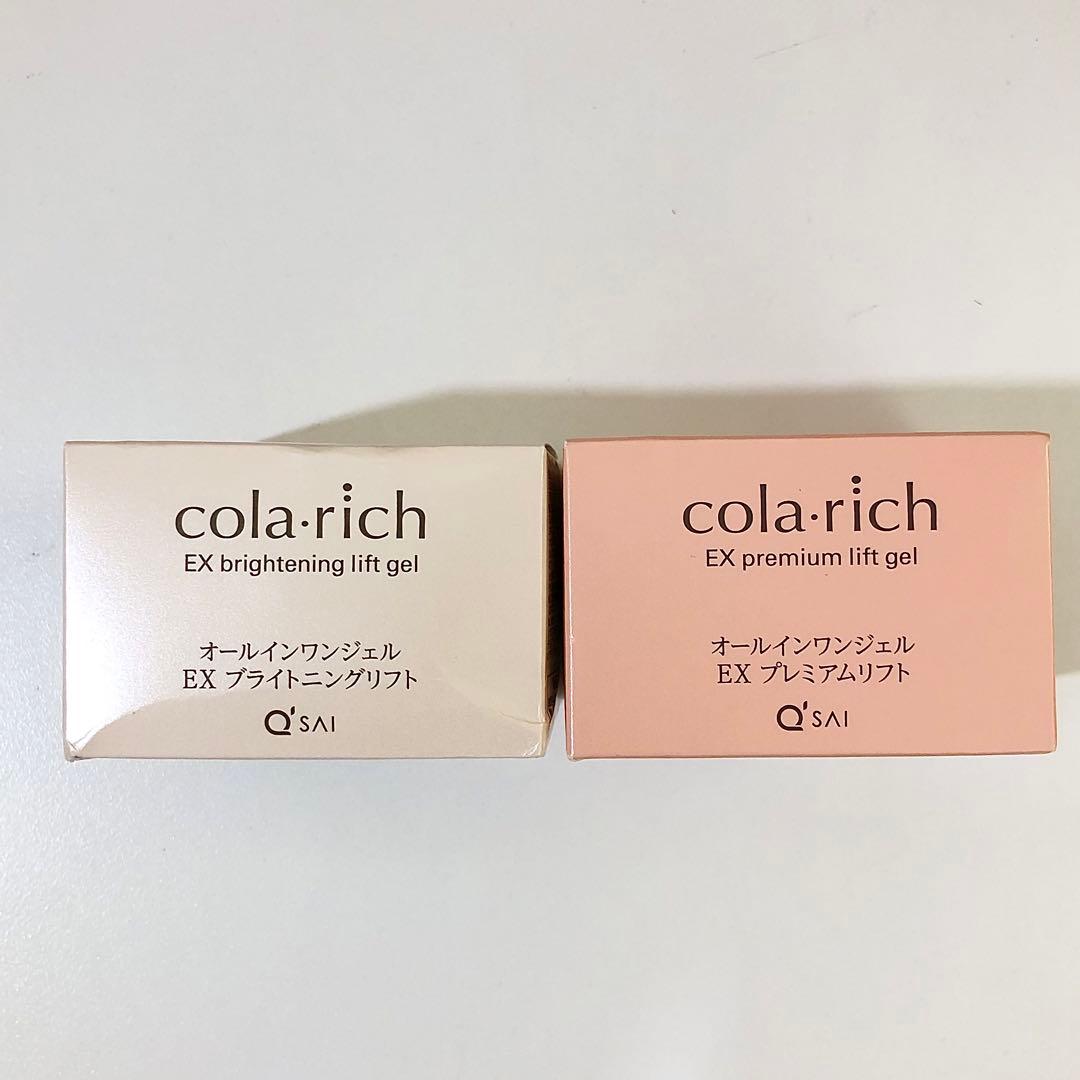 cola·rich
EX brightening lift gel
オールインワンジェル
EX ブライトニングリフト
Q'SAI
cola·rich
EX premium lift gel
オールインワンジェル
EX プレミアムリフト
Q'SAI